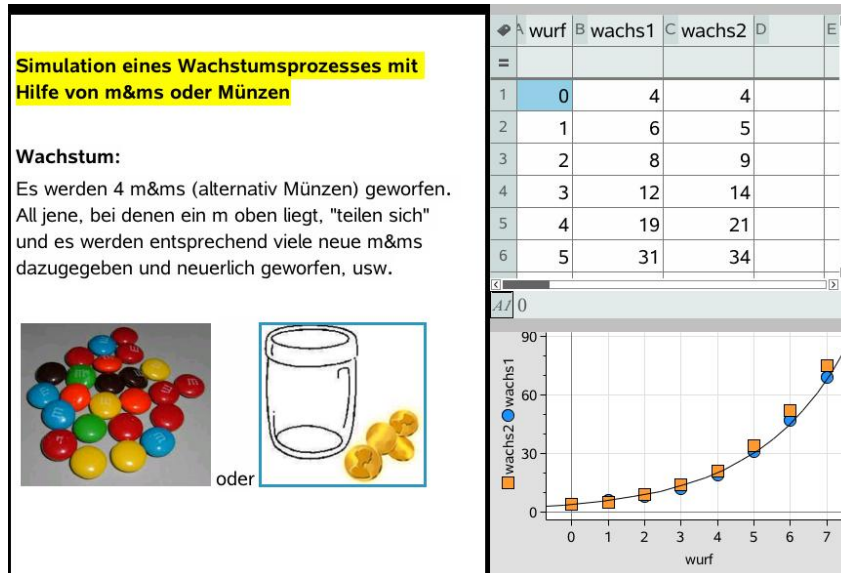 Simulation eines Wachstumsprozesses mit
Hilfe von m&ms oder Münzen
Wachstum:
Es werden 4 m&ms (alternativ Münzen) geworfen.
All jene, bei denen ein m oben liegt, "teilen sich"
und es werden entsprechend viele neue m&ms
dazugegeben und neuerlich geworfen, usw.
oder
A wurf B wachs1 C wachs2 D E
=
1 0 4 4
2 1 6 5
3 2 8 9
4 3 12 14
5 4 19 21
6 5 31 34
A1 0
90
60
30
0
wachs2 wachs1
0 1 2 3 4 5 6 7
wurf